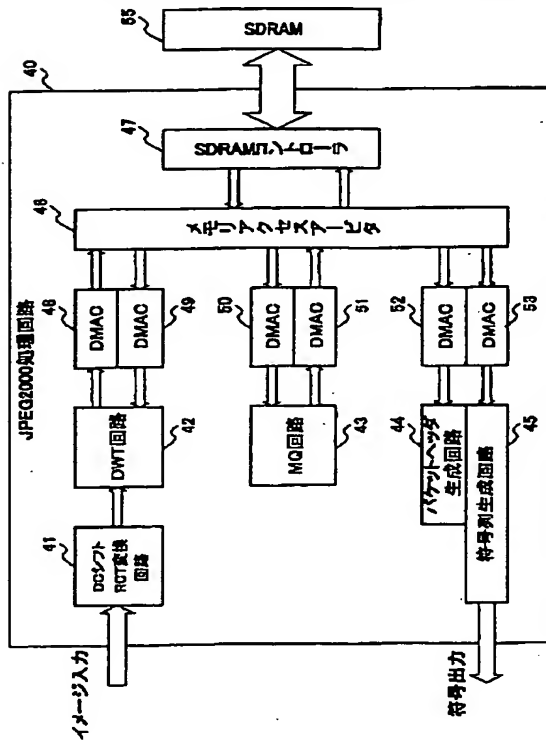 JPEG2000処理回路
40
イメージ入力
41
DCシフト
RCT変換
回路
DWT回路
42
48
DMAC
DMAC
49
46
メモリアクセスアービタ
47
SDRAMコントローラ
55
SDRAM
MQ回路
43
50
DMAC
DMAC
51
44
パケットヘッダ
生成回路
符号列生成回路
45
52
DMAC
DMAC
53
符号出力